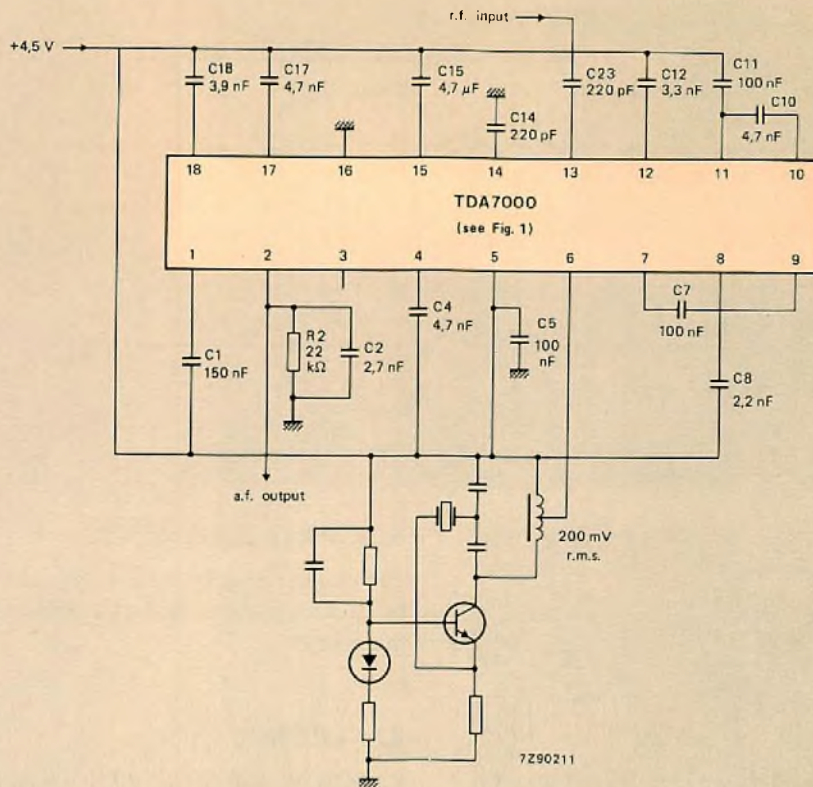 r.f. input
+4,5 V
C18
3,9 nF
C17
4,7 nF
C15
4,7 µF
C14
220 pF
C23
220 pF
C12
3,3 nF
C11
100 nF
C10
4,7 nF
18 17 16 15 14 13 12 11 10
TDA7000
(see Fig. 1)
1 2 3 4 5 6 7 8 9
C1
150 nF
R2
22
kΩ
C2
2,7 nF
C4
4,7 nF
C5
100
nF
C7
100 nF
C8
2,2 nF
a.f. output
200 mV
r.m.s.
7Z90211